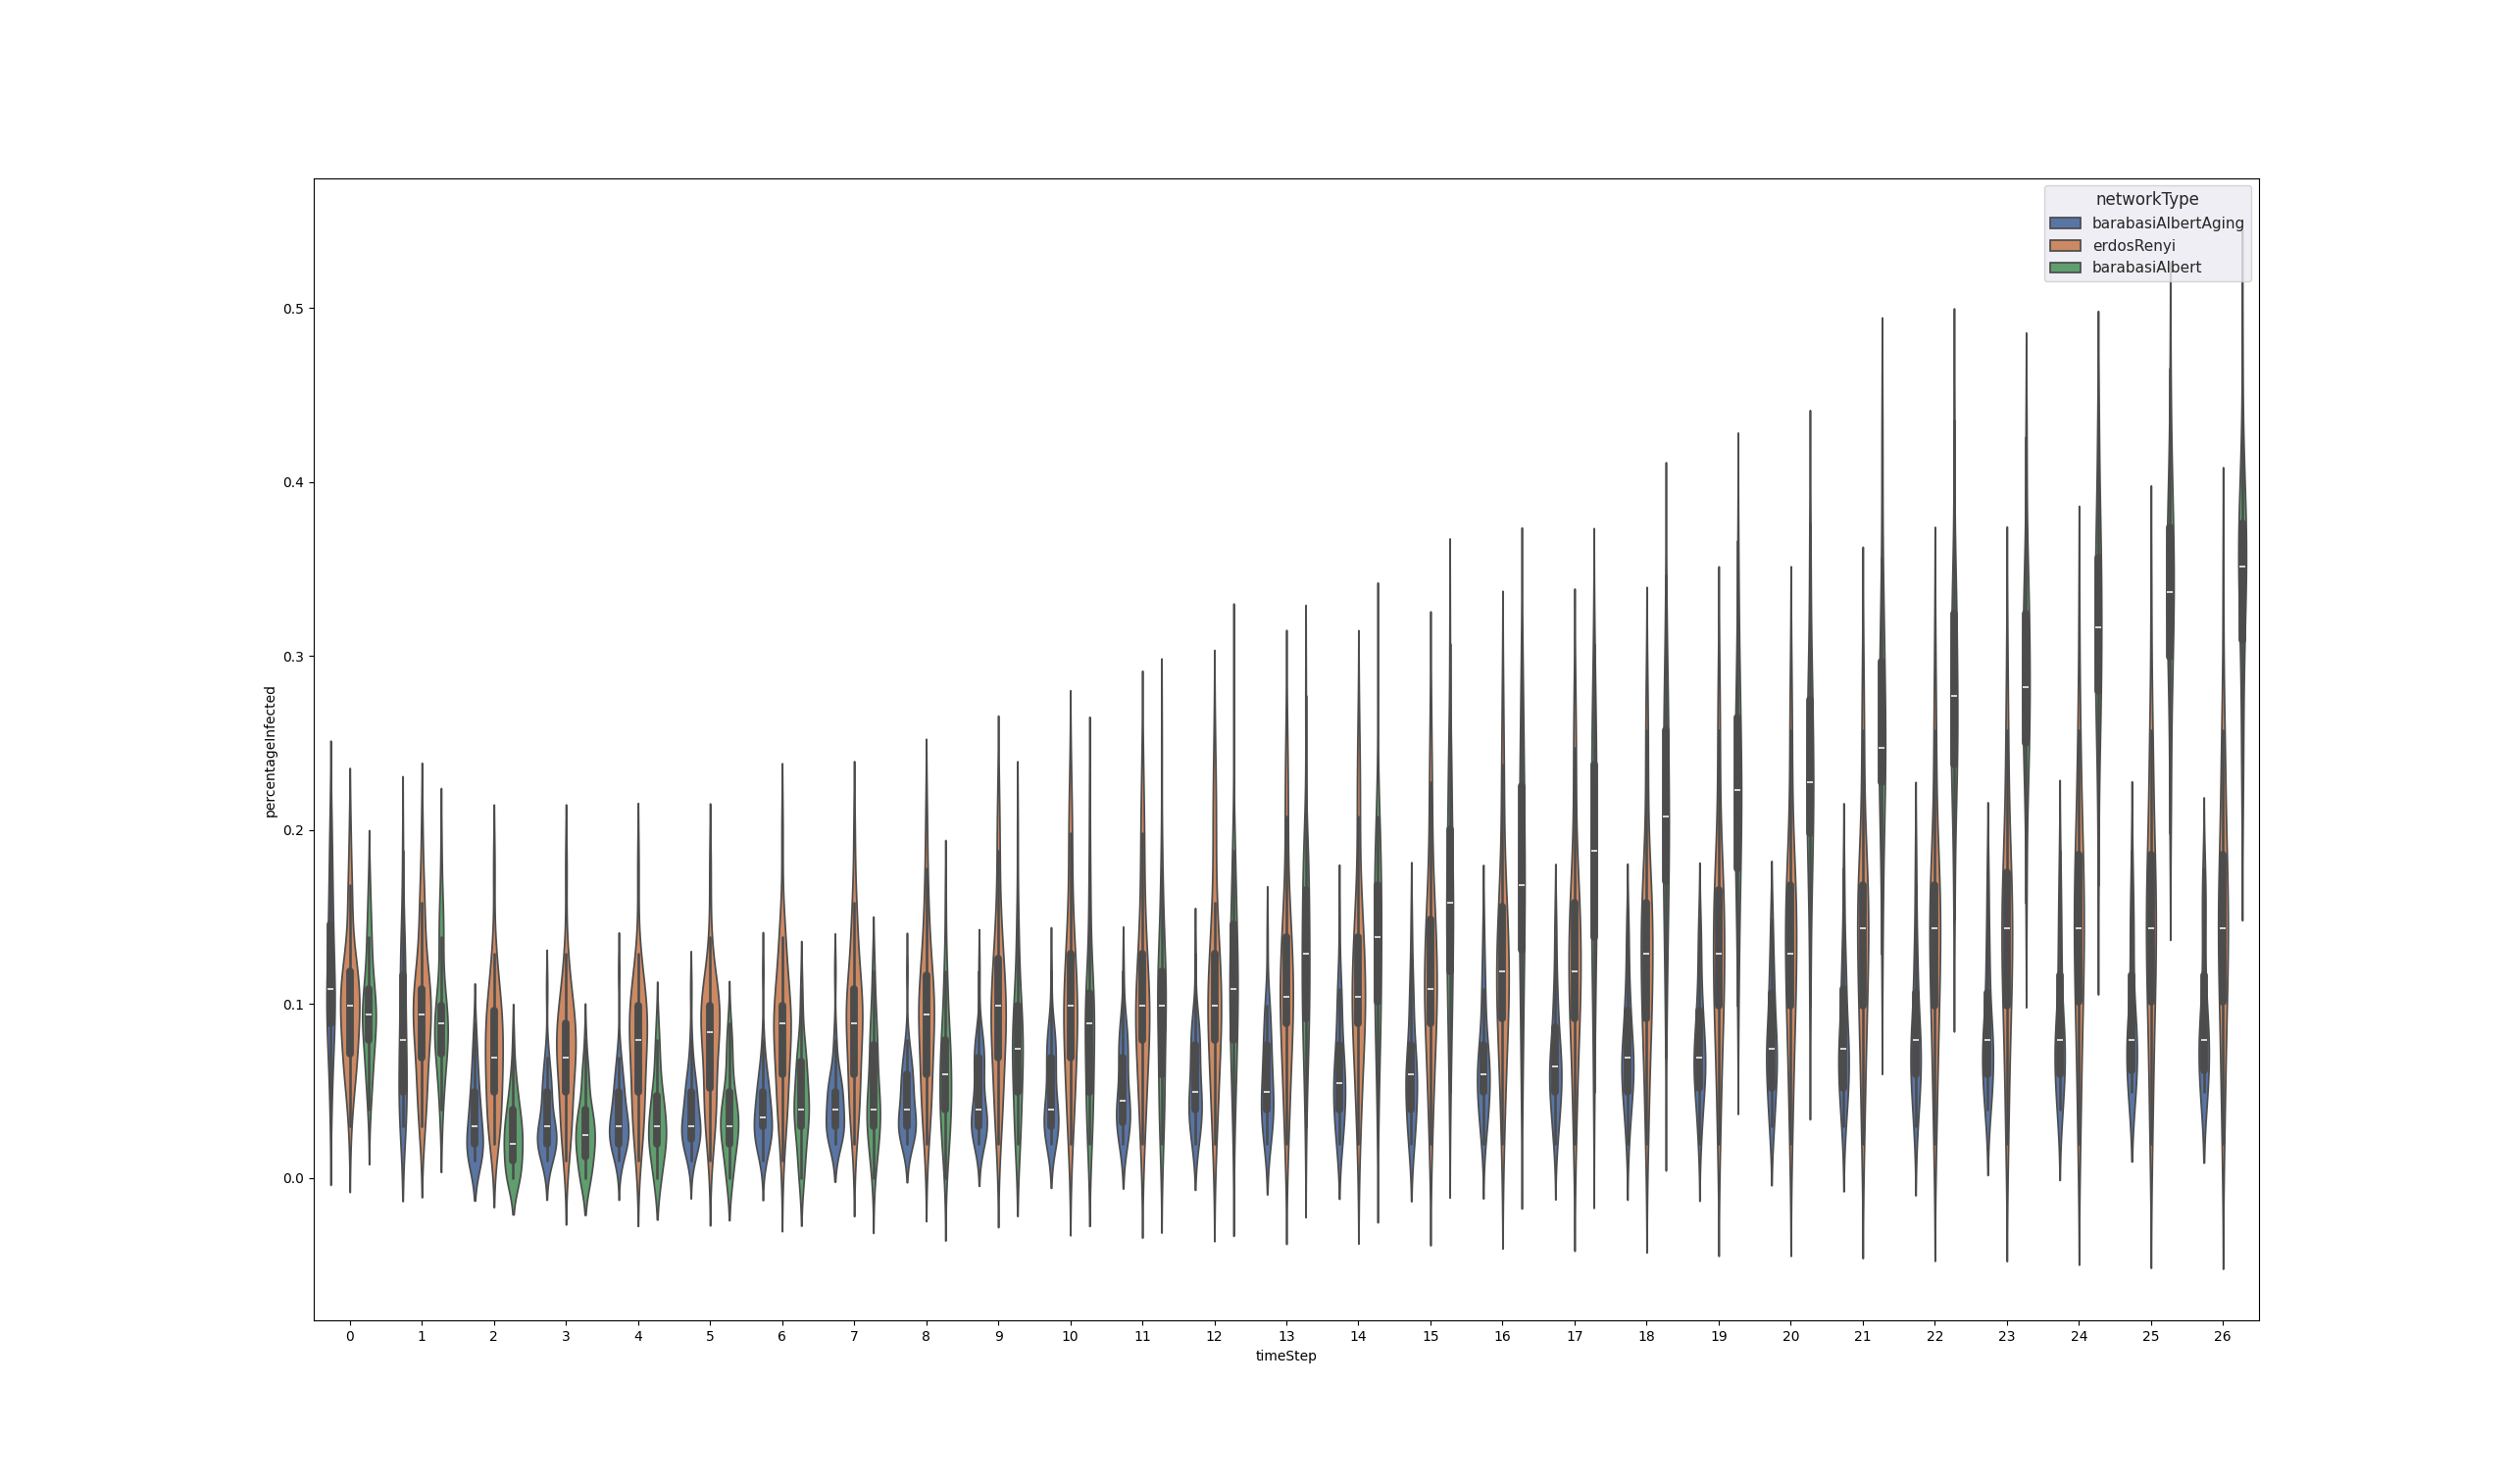 networkType
barabasiAlbertAging
erdosRenyi
barabasiAlbert
percentageInfected
0.5
0.4
0.3
0.2
0.1
0.0
0 1 2 3 4 5 6 7 8 9 10 11 12 13 14 15 16 17 18 19 20 21 22 23 24 25 26
timeStep